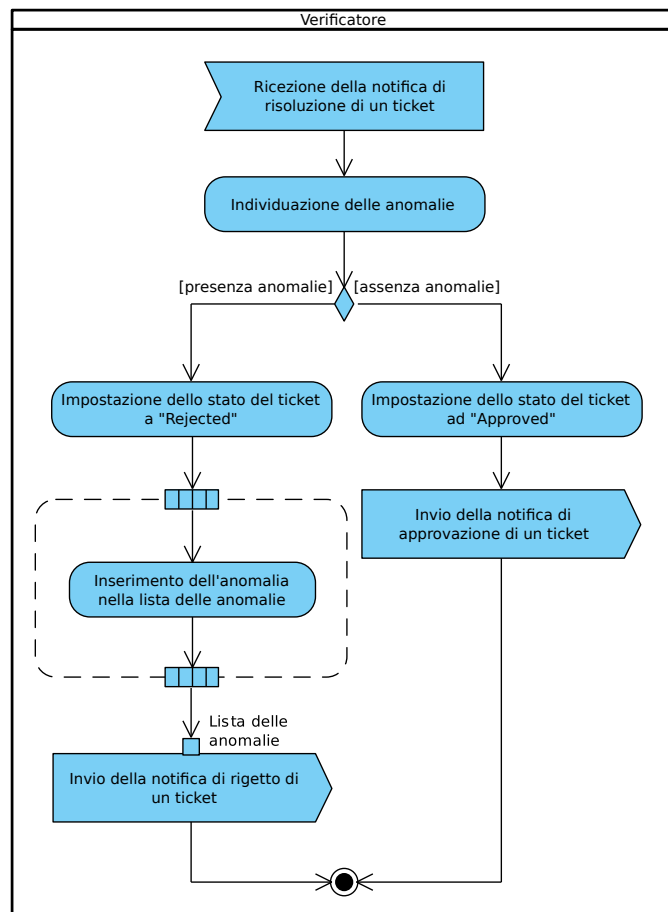 Verificatore
Ricezione della notifica di
risoluzione di un ticket
Individuazione delle anomalie
[presenza anomalie]
[assenza anomalie]
Impostazione dello stato del ticket
a "Rejected"
Impostazione dello stato del ticket
ad "Approved"
Invio della notifica di
approvazione di un ticket
Inserimento dell'anomalia
nella lista delle anomalie
Lista delle
anomalie
Invio della notifica di rigetto di
un ticket